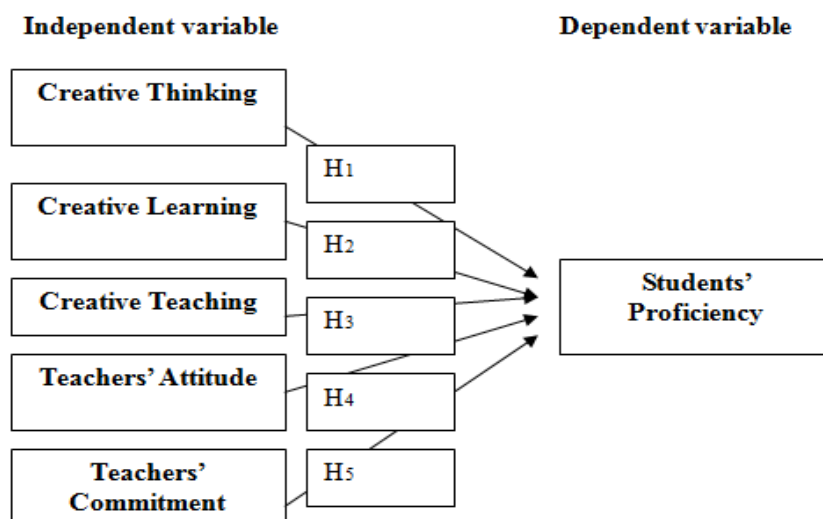 Independent variable
Dependent variable
Creative Thinking
H1
Creative Learning
H2
Creative Teaching
H3
Teachers' Attitude
H4
Teachers'
Commitment
H5
Students'
Proficiency